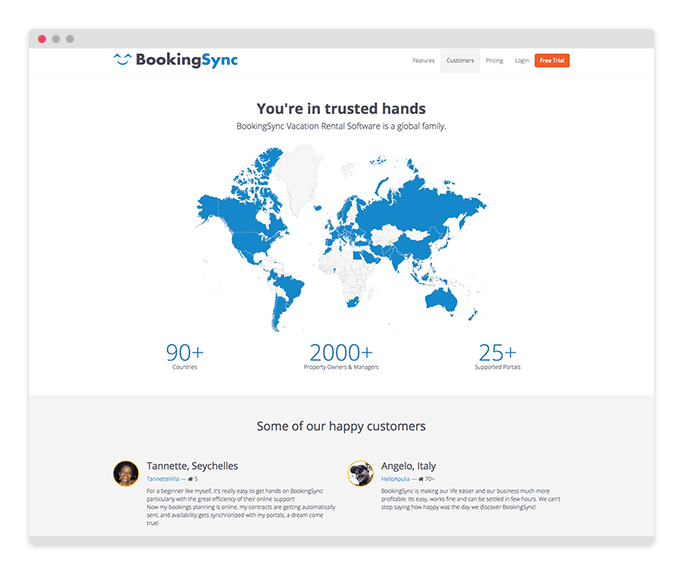 BookingSync
Features Customers Pricing Login Free Trial
You're in trusted hands
BookingSync Vacation Rental Software is a global family.
90+ 2000+ 25+
Countries Property Owners & Managers Supported Portals
Some of our happy customers
Tannette, Seychelles
TannetteVilla — 5
For a beginner like myself, it's really easy to get hands on BookingSync:
particularly with the great efficiency of their online support!
Now my bookings planning is online, my contracts are getting automatically
sent, and availability gets synchronized with my portals, a dream come
true!
Angelo, Italy
HelloApulia — 70+
BookingSync is making our life easier and our business much more
profitable. Its easy, works fine and can be settled in few hours. We can't
stop saying how happy was the day we discover BookingSync!